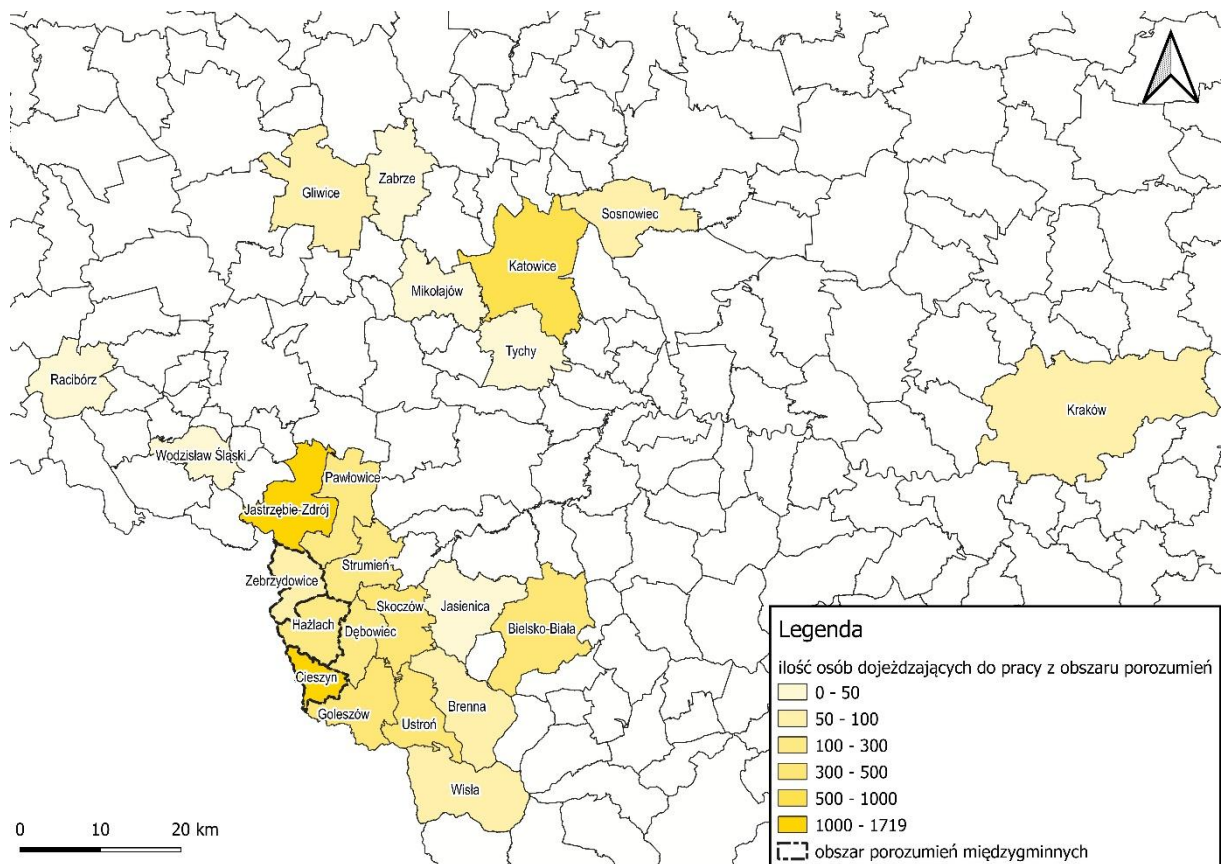 Gliwice
Zabrze
Sosnowiec
Katowice
Mikołajów
Tychy
Racibórz
Kraków
Wodzisław Śląski
Pawłowice
Jastrzębie-Zdrój
Strumień
Zebrzydowice
Skoczów
Jasienica
Hażlach
Dębowiec
Bielsko-Biała
Cieszyn
Goleszów
Ustroń
Brenna
Wisła
0 10 20 km
Legenda
ilość osób dojeżdzających do pracy z obszaru porozumień
0 - 50
50 - 100
100 - 300
300 - 500
500 - 1000
1000 - 1719
obszar porozumień międzygminnych